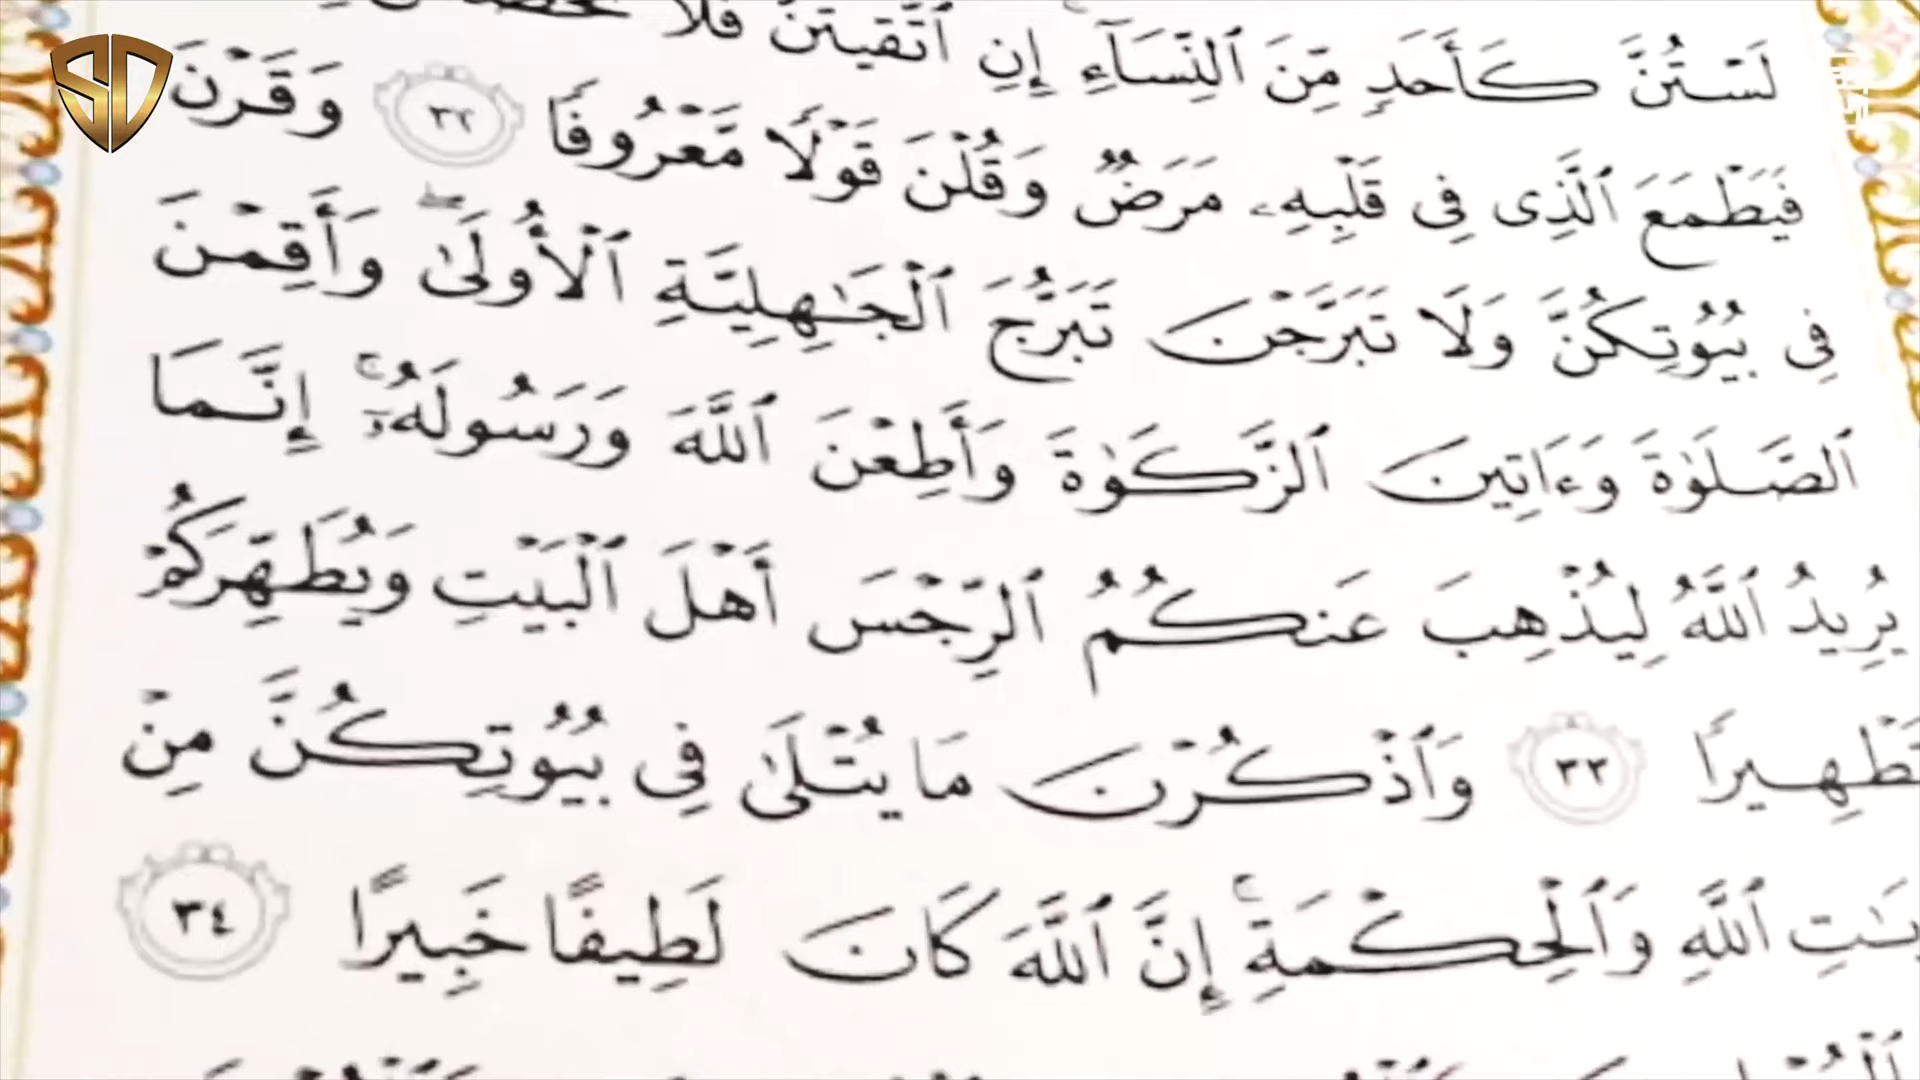 SD
لَسْتُنَّ كَأَحَدٍ مِّنَ ٱلنِّسَآءِ إِنِ ٱتَّقَيْتُنَّ فَلَا
فَيَطْمَعَ ٱلَّذِى فِى قَلْبِهِۦ مَرَضٌ وَقُلْنَ قَوْلًا مَّعْرُوفًا ٣٢ وَقَرْنَ
فِى بُيُوتِكُنَّ وَلَا تَبَرَّجْنَ تَبَرُّجَ ٱلْجَـٰهِلِيَّةِ ٱلْأُولَىٰ ۖ وَأَقِمْنَ
ٱلصَّلَوٰةَ وَءَاتِينَ ٱلزَّكَوٰةَ وَأَطِعْنَ ٱللَّهَ وَرَسُولَهُۥٓ ۚ إِنَّمَا
يُرِيدُ ٱللَّهُ لِيُذْهِبَ عَنكُمُ ٱلرِّجْسَ أَهْلَ ٱلْبَيْتِ وَيُطَهِّرَكُمْ
تَطْهِيرًا ٣٣ وَٱذْكُرْنَ مَا يُتْلَىٰ فِى بُيُوتِكُنَّ مِنْ
ٱللَّهِ وَٱلْحِكْمَةِ ۚ إِنَّ ٱللَّهَ كَانَ لَطِيفًا خَبِيرًا ٣٤